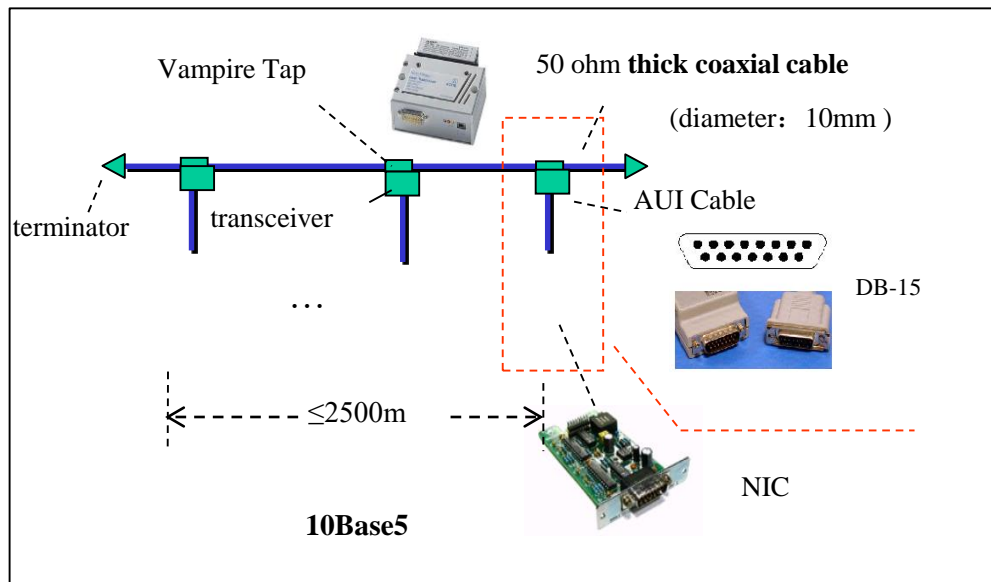 Vampire Tap
50 ohm thick coaxial cable
(diameter：10mm )
terminator
transceiver
AUI Cable
DB-15
…
≤2500m
NIC
10Base5